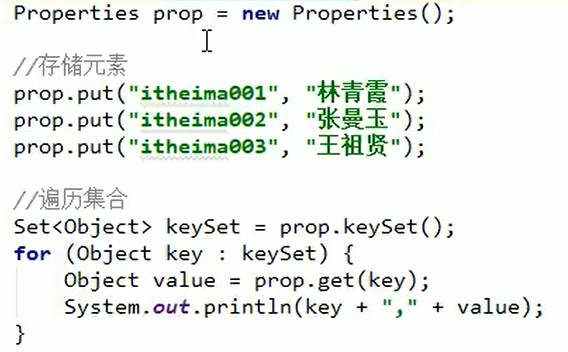 Properties prop = new Properties();
//存储元素
prop.put("itheima001", "林青霞");
prop.put("itheima002", "张曼玉");
prop.put("itheima003", "王祖贤");
//遍历集合
Set<Object> keySet = prop.keySet();
for (Object key : keySet) {
    Object value = prop.get(key);
    System.out.println(key + "," + value);
}